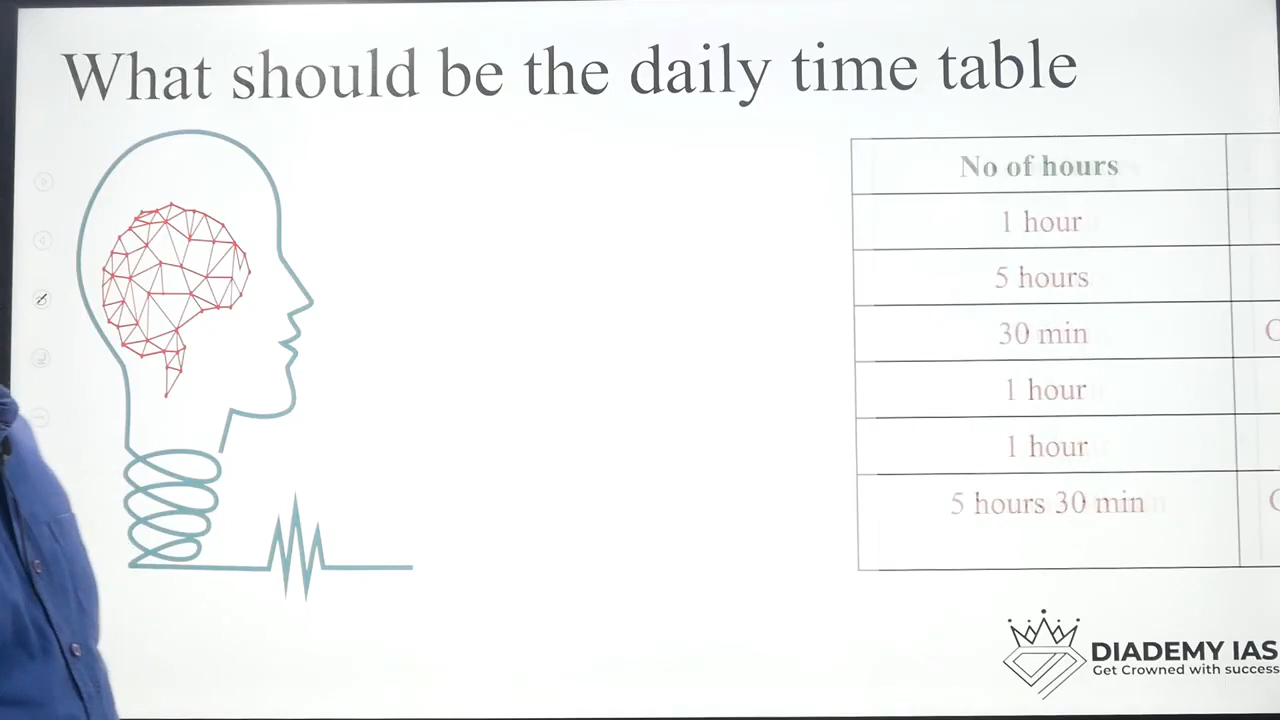 What should be the daily time table
No of hours
1 hour
5 hours
30 min
1 hour
1 hour
5 hours 30 min
DIADEMY IAS
Get Crowned with success